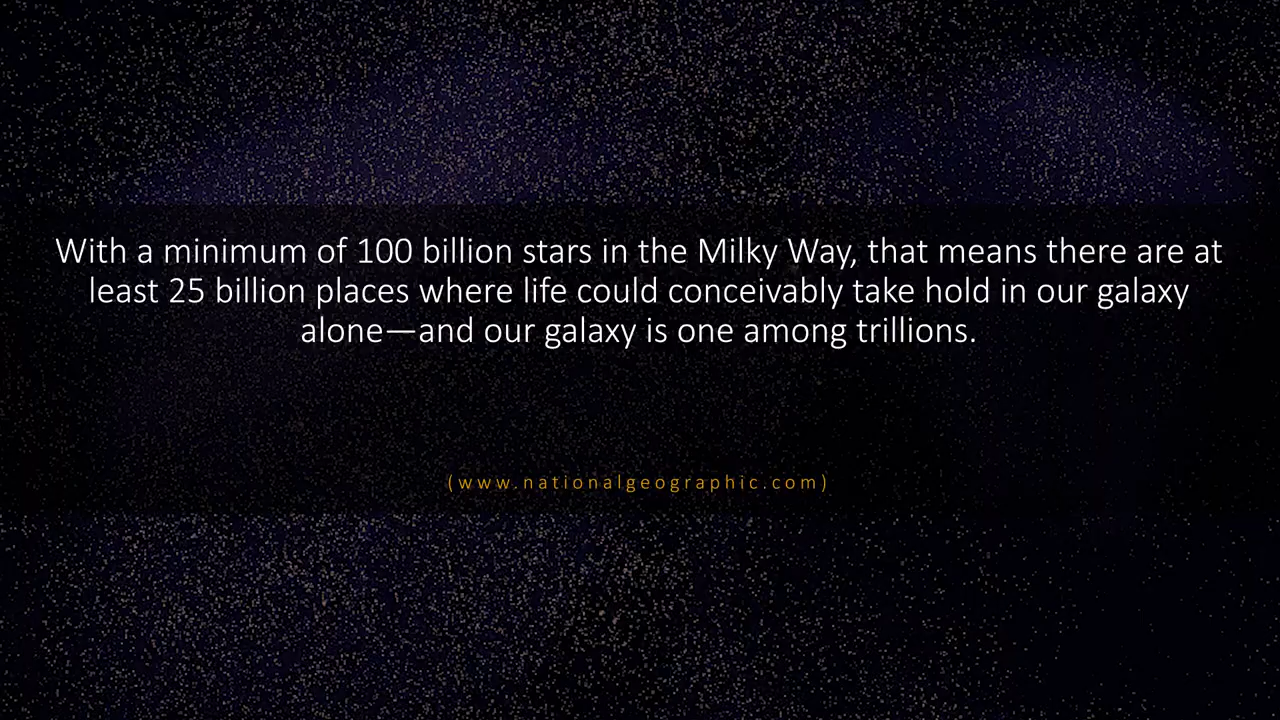 With a minimum of 100 billion stars in the Milky Way, that means there are at
least 25 billion places where life could conceivably take hold in our galaxy
alone—and our galaxy is one among trillions.
(www.nationalgeographic.com)